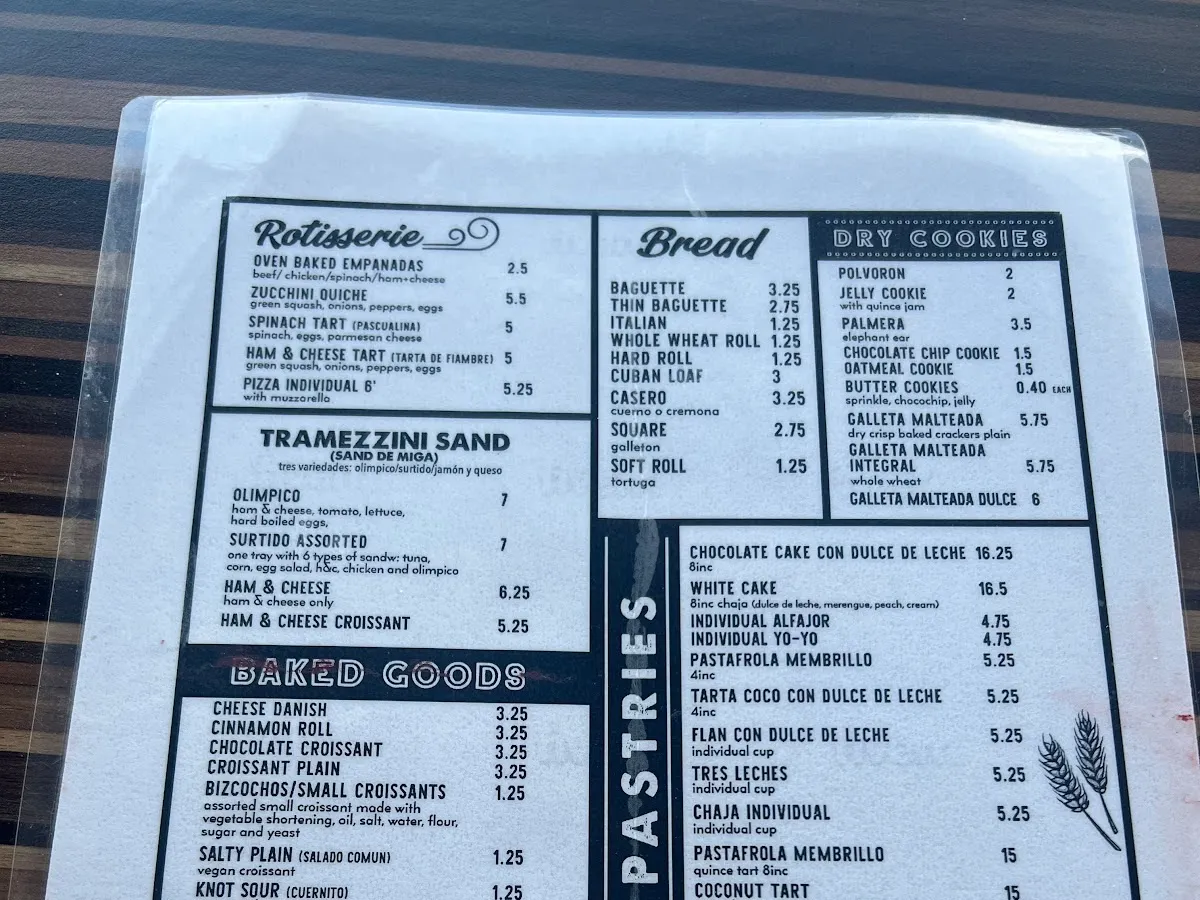 Rotisserie
OVEN BAKED EMPANADAS 2.5
beef/ chicken/spinach/ham+cheese
ZUCCHINI QUICHE 5.5
green squash, onions, peppers, eggs
SPINACH TART (PASCUALINA) 5
spinach, eggs, parmesan cheese
HAM & CHEESE TART (TARTA DE FIAMBRE) 5
green squash, onions, peppers, eggs
PIZZA INDIVIDUAL 6' 5.25
with muzzarella
TRAMEZZINI SAND
(SAND DE MIGA)
tres variedades: olimpico/surtido/jamón y queso
OLIMPICO 7
ham & cheese, tomato, lettuce,
hard boiled eggs,
SURTIDO ASSORTED 7
one tray with 6 types of sandw: tuna,
corn, egg salad, h&c, chicken and olimpico
HAM & CHEESE 6.25
ham & cheese only
HAM & CHEESE CROISSANT 5.25
BAKED GOODS
CHEESE DANISH 3.25
CINNAMON ROLL 3.25
CHOCOLATE CROISSANT 3.25
CROISSANT PLAIN 3.25
BIZCOCHOS/SMALL CROISSANTS 1.25
assorted small croissant made with
vegetable shortening, oil, salt, water, flour,
sugar and yeast
SALTY PLAIN (SALADO COMUN) 1.25
vegan croissant
KNOT SOUR (CUERNITO) 1.25
Bread
BAGUETTE 3.25
THIN BAGUETTE 2.75
ITALIAN 1.25
WHOLE WHEAT ROLL 1.25
HARD ROLL 1.25
CUBAN LOAF 3
CASERO 3.25
cuerno o cremona
SQUARE 2.75
galleton
SOFT ROLL 1.25
tortuga
DRY COOKIES
POLVORON 2
JELLY COOKIE 2
with quince jam
PALMERA 3.5
elephant ear
CHOCOLATE CHIP COOKIE 1.5
OATMEAL COOKIE 1.5
BUTTER COOKIES 0.40 EACH
sprinkle, chocochip, jelly
GALLETA MALTEADA 5.75
dry crisp baked crackers plain
GALLETA MALTEADA
INTEGRAL 5.75
whole wheat
GALLETA MALTEADA DULCE 6
PASTRIES
CHOCOLATE CAKE CON DULCE DE LECHE 16.25
8inc
WHITE CAKE 16.5
8inc chaja (dulce de leche, merengue, peach, cream)
INDIVIDUAL ALFAJOR 4.75
INDIVIDUAL YO-YO 4.75
PASTAFROLA MEMBRILLO 5.25
4inc
TARTA COCO CON DULCE DE LECHE 5.25
4inc
FLAN CON DULCE DE LECHE 5.25
individual cup
TRES LECHES 5.25
individual cup
CHAJA INDIVIDUAL 5.25
individual cup
PASTAFROLA MEMBRILLO 15
quince tart 8inc
COCONUT TART 15